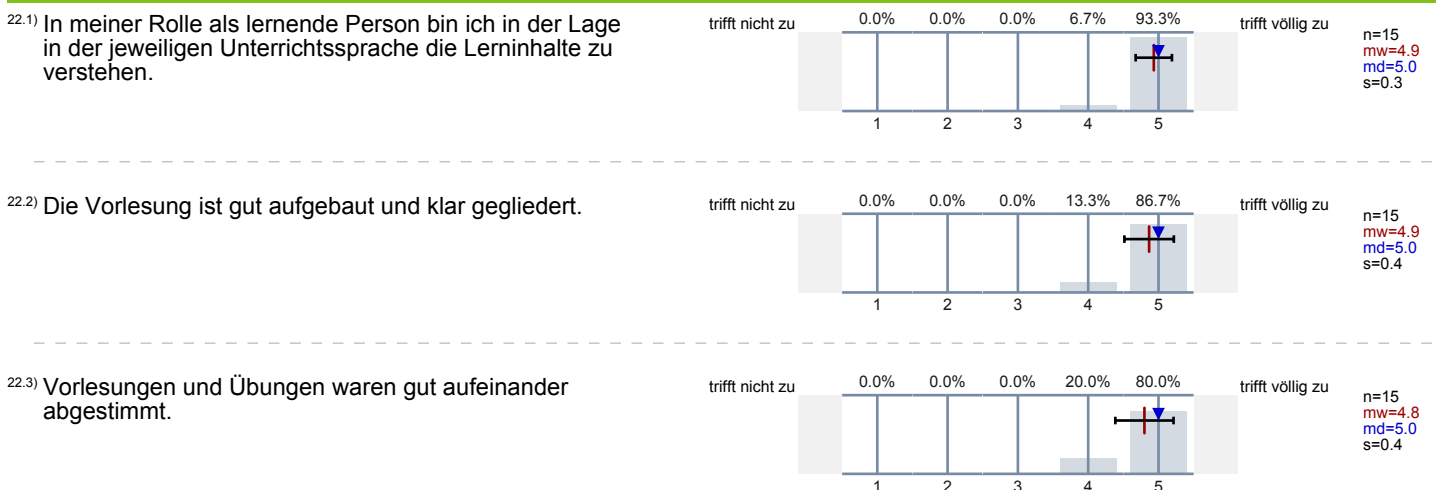 22.1) In meiner Rolle als lernende Person bin ich in der Lage
in der jeweiligen Unterrichtssprache die Lerninhalte zu
verstehen.
trifft nicht zu
0.0% 0.0% 0.0% 6.7% 93.3%
trifft völlig zu
n=15
mw=4.9
md=5.0
s=0.3
1 2 3 4 5
22.2) Die Vorlesung ist gut aufgebaut und klar gegliedert.
trifft nicht zu
0.0% 0.0% 0.0% 13.3% 86.7%
trifft völlig zu
n=15
mw=4.9
md=5.0
s=0.4
1 2 3 4 5
22.3) Vorlesungen und Übungen waren gut aufeinander
abgestimmt.
trifft nicht zu
0.0% 0.0% 0.0% 20.0% 80.0%
trifft völlig zu
n=15
mw=4.8
md=5.0
s=0.4
1 2 3 4 5